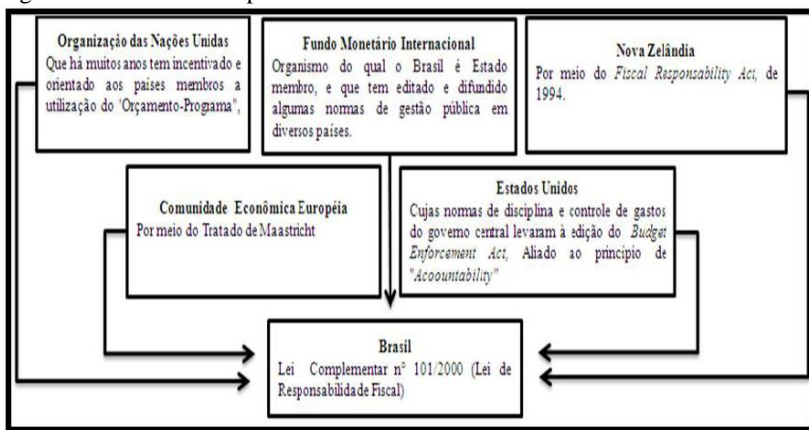 Organização das Nações Unidas
Que há muitos anos tem incentivado e
orientado aos países membros a
utilização do "Orçamento-Programa",
Fundo Monetário Internacional
Organismo do qual o Brasil é Estado
membro, e que tem editado e difundido
algumas normas de gestão pública em
diversos países.
Nova Zelândia
Por meio do Fiscal Responsability Act, de
1994.
Comunidade Econômica Européia
Por meio do Tratado de Maastricht
Estados Unidos
Cujas normas de disciplina e controle de gastos
do governo central levaram à edição do Budget
Enforcement Act, Aliado ao princípio de
"Acoountability"
Brasil
Lei Complementar n° 101/2000 (Lei de
Responsabilidade Fiscal)